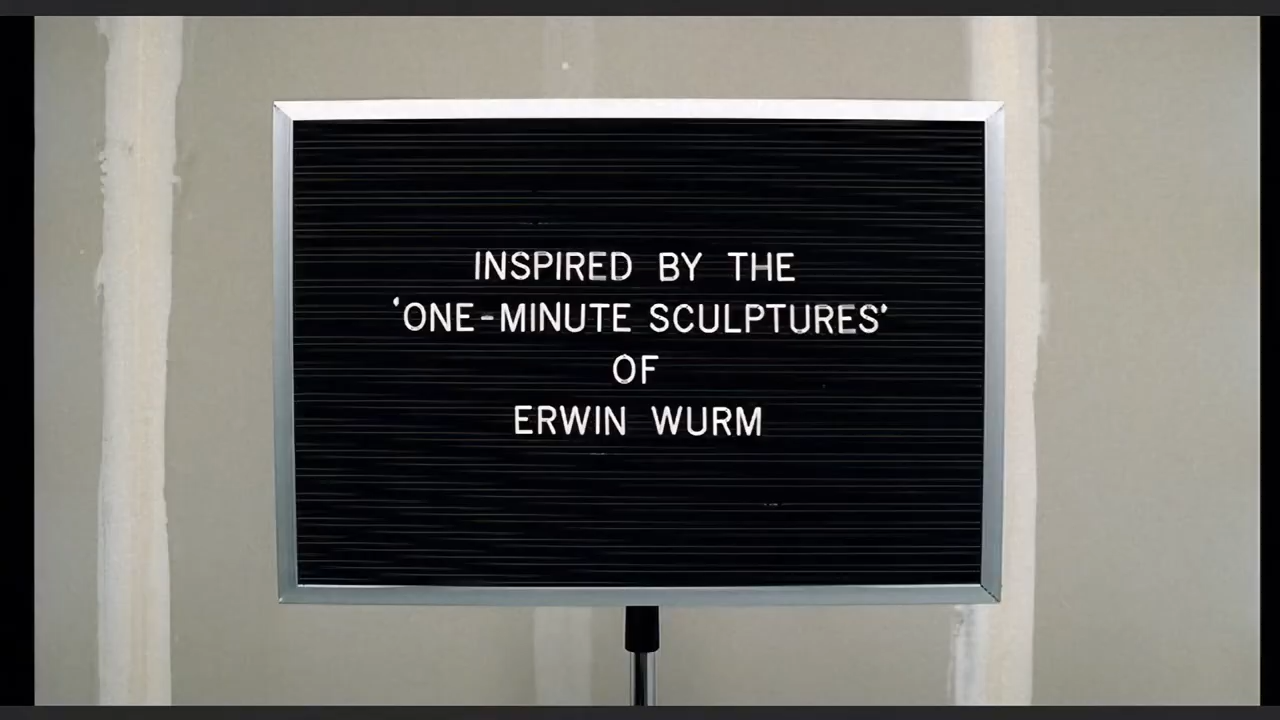 INSPIRED BY THE
'ONE-MINUTE SCULPTURES'
OF
ERWIN WURM